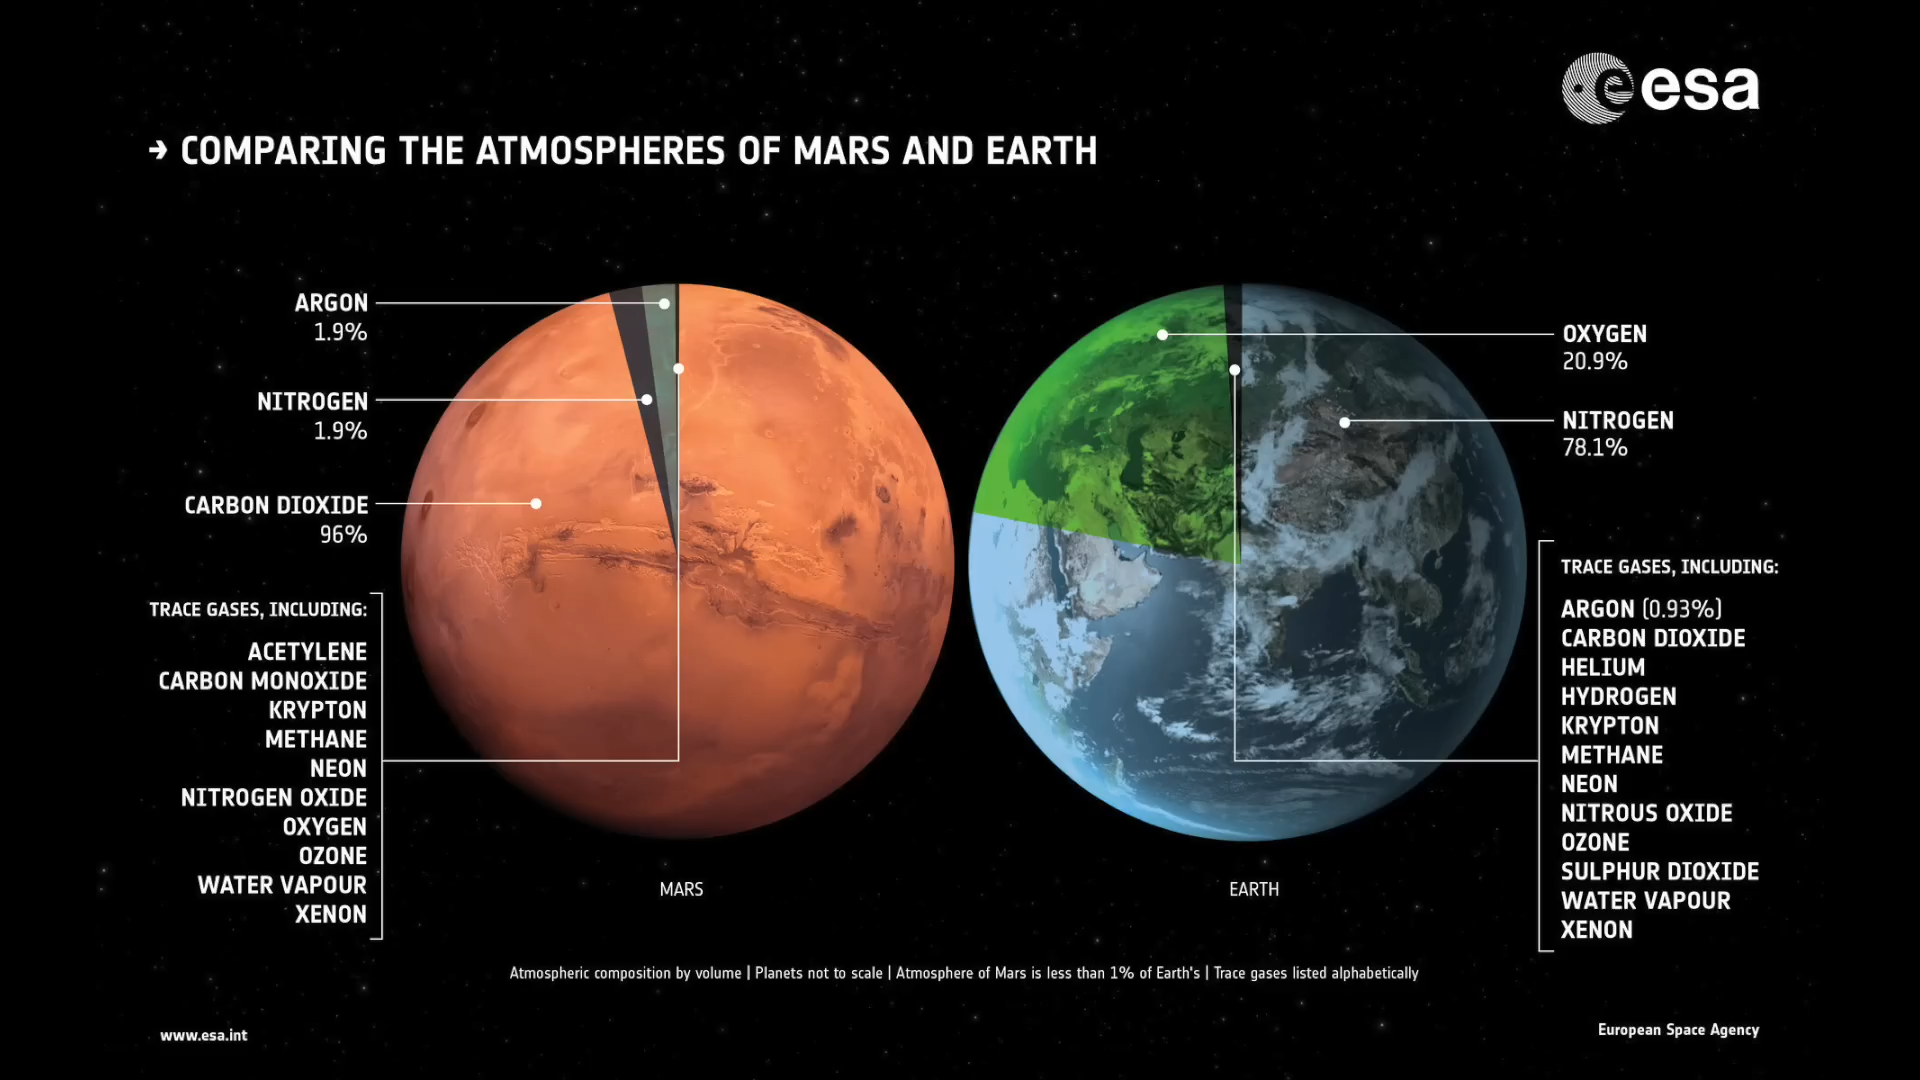 esa
→ COMPARING THE ATMOSPHERES OF MARS AND EARTH
ARGON
1.9%
NITROGEN
1.9%
CARBON DIOXIDE
96%
TRACE GASES, INCLUDING:
ACETYLENE
CARBON MONOXIDE
KRYPTON
METHANE
NEON
NITROGEN OXIDE
OXYGEN
OZONE
WATER VAPOUR
XENON
MARS
OXYGEN
20.9%
NITROGEN
78.1%
TRACE GASES, INCLUDING:
ARGON (0.93%)
CARBON DIOXIDE
HELIUM
HYDROGEN
KRYPTON
METHANE
NEON
NITROUS OXIDE
OZONE
SULPHUR DIOXIDE
WATER VAPOUR
XENON
EARTH
Atmospheric composition by volume | Planets not to scale | Atmosphere of Mars is less than 1% of Earth's | Trace gases listed alphabetically
www.esa.int
European Space Agency